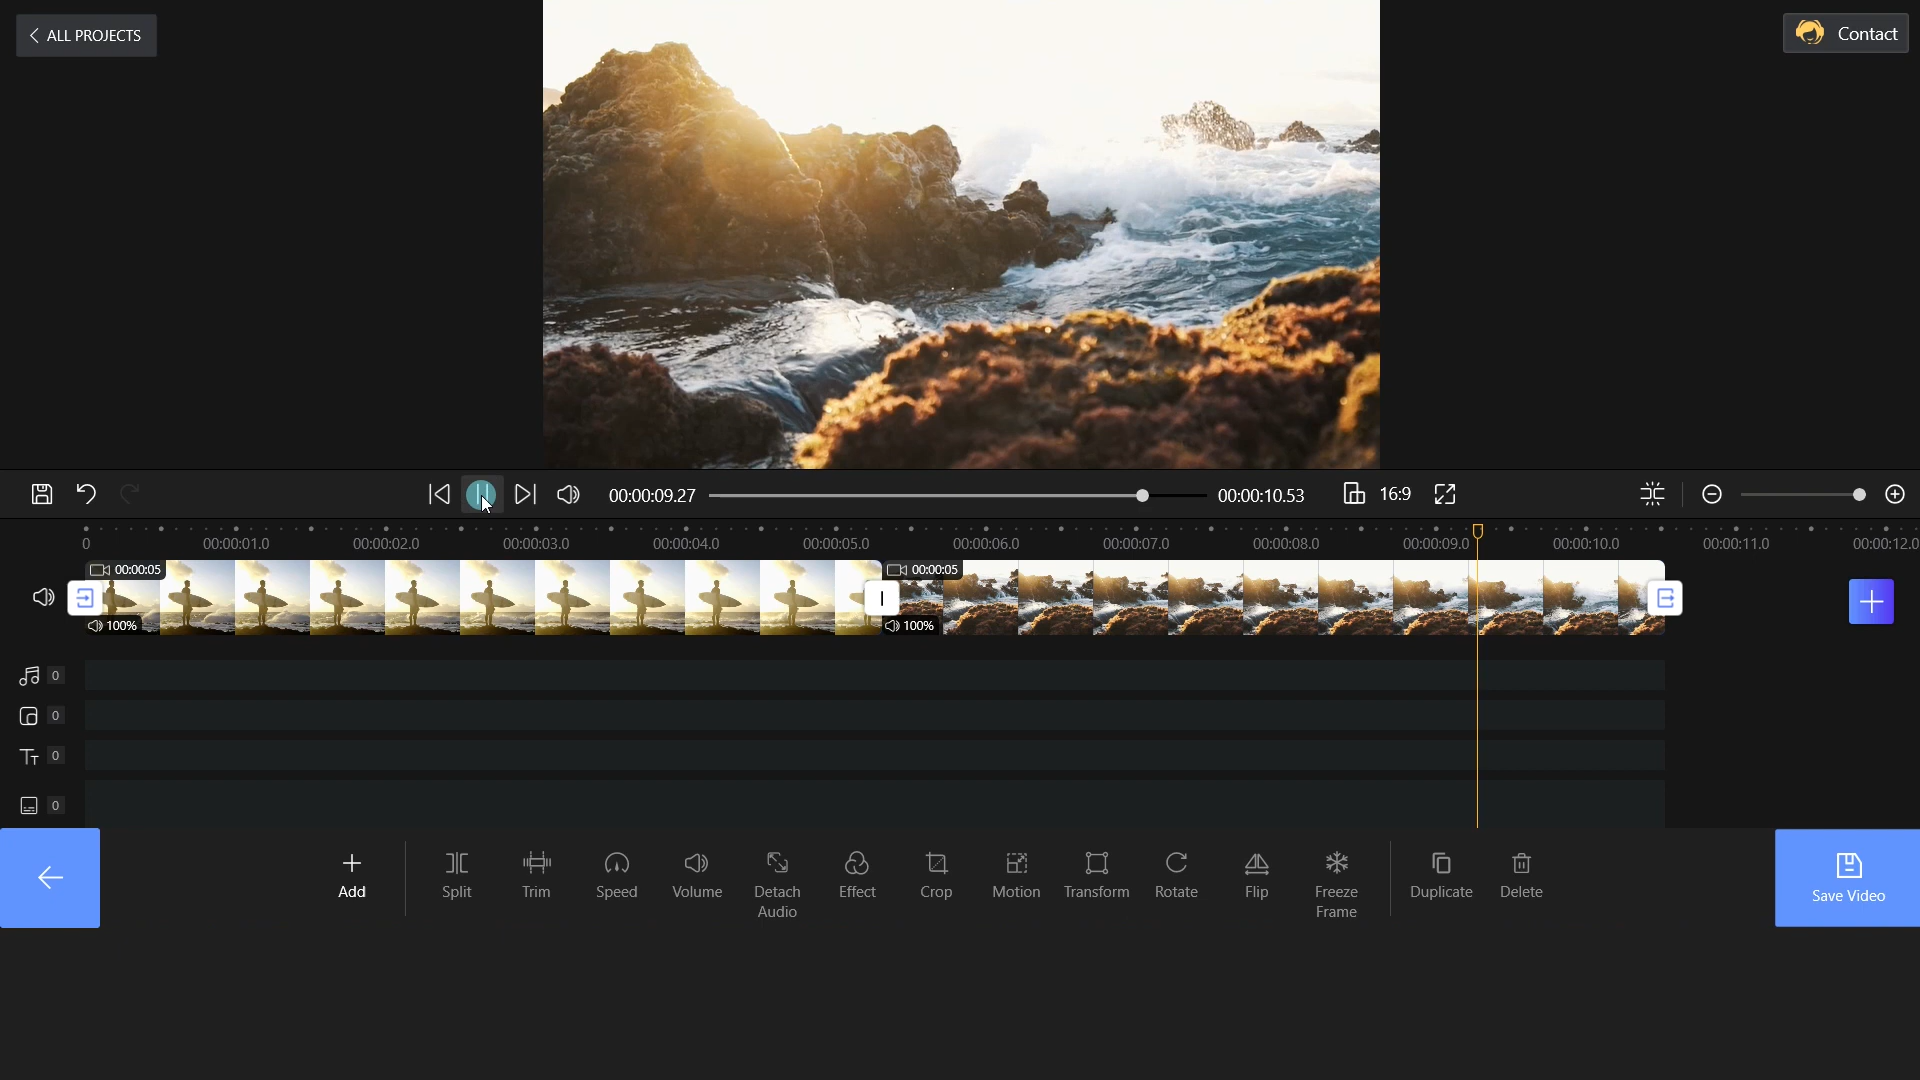 ALL PROJECTS
Contact
00:00:09.27
00:00:10.53
16:9
0
00:00:01.0
00:00:02.0
00:00:03.0
00:00:04.0
00:00:05.0
00:00:06.0
00:00:07.0
00:00:08.0
00:00:09.0
00:00:10.0
00:00:11.0
00:00:12.0
00:00:05
00:00:05
100%
100%
0
0
0
0
Add
Split
Trim
Speed
Volume
Detach
Audio
Effect
Crop
Motion
Transform
Rotate
Flip
Freeze
Frame
Duplicate
Delete
Save Video